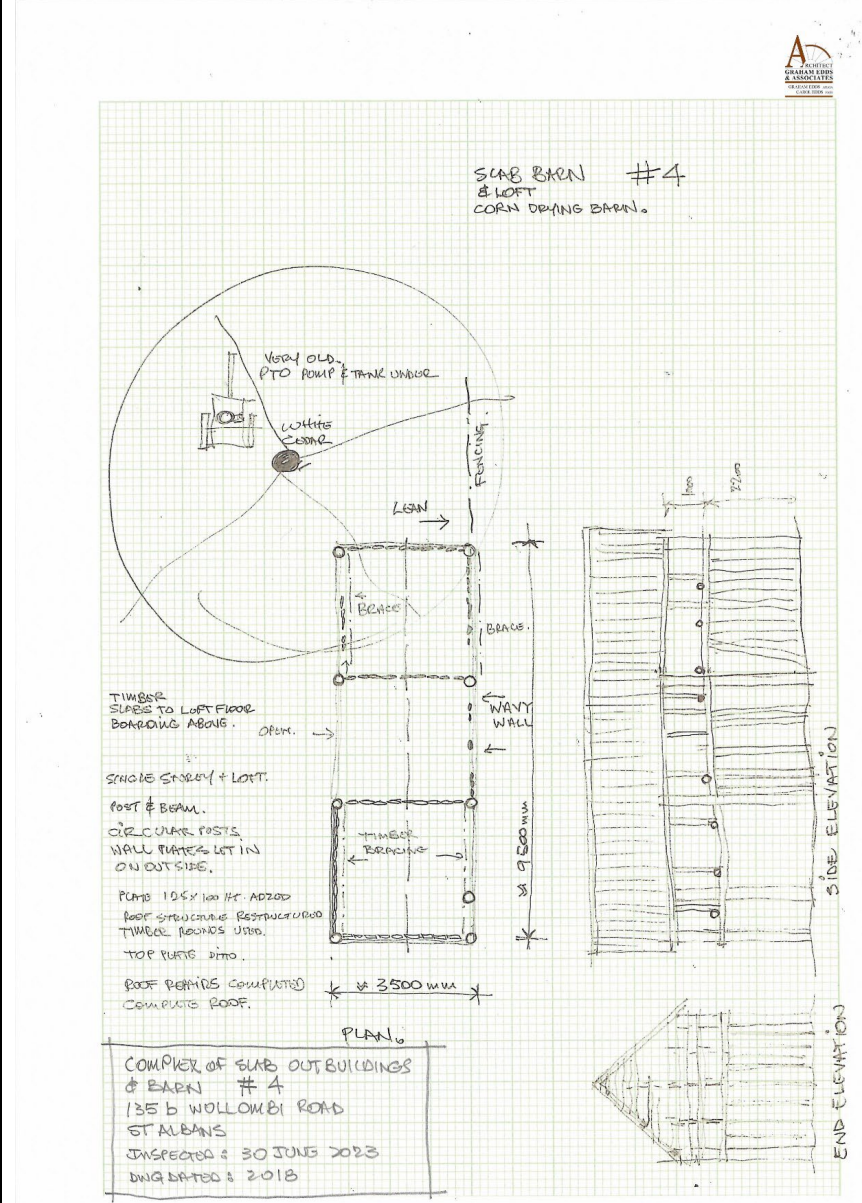 ARCHITECT
GRAHAM EDDS
& ASSOCIATES
SLAB BARN #4
& LOFT
CORN DRYING BARN.
VERY OLD.
PTO PUMP & TANK UNDER
WHITE
CEDAR
FENCING.
LEAN
BRACE
BRACE.
TIMBER
SLABS TO LOFT FLOOR
BOARDING ABOVE.
OPEN.
WAVY
WALL
SINGLE STOREY + LOFT.
POST & BEAM.
CIRCULAR POSTS,
WALL PLATES LET IN
ON OUTSIDE.
PLATE 125 x 100 HT. ADZED
ROOF STRUCTURE RESTRUCTURED
TIMBER ROUNDS USED.
TOP PLATE DITTO.
ROOF REPAIRS COMPLETED
COMPLETE ROOF.
TIMBER
BRACING
≈ 9500 mm
≈ 3500 mm
PLAN.
2200
SIDE ELEVATION
END ELEVATION
COMPLEX OF SLAB OUTBUILDINGS
& BARN # 4
135 b WOLLOMBI ROAD
ST ALBANS
INSPECTED : 30 JUNE 2023
DWG DATED : 2018